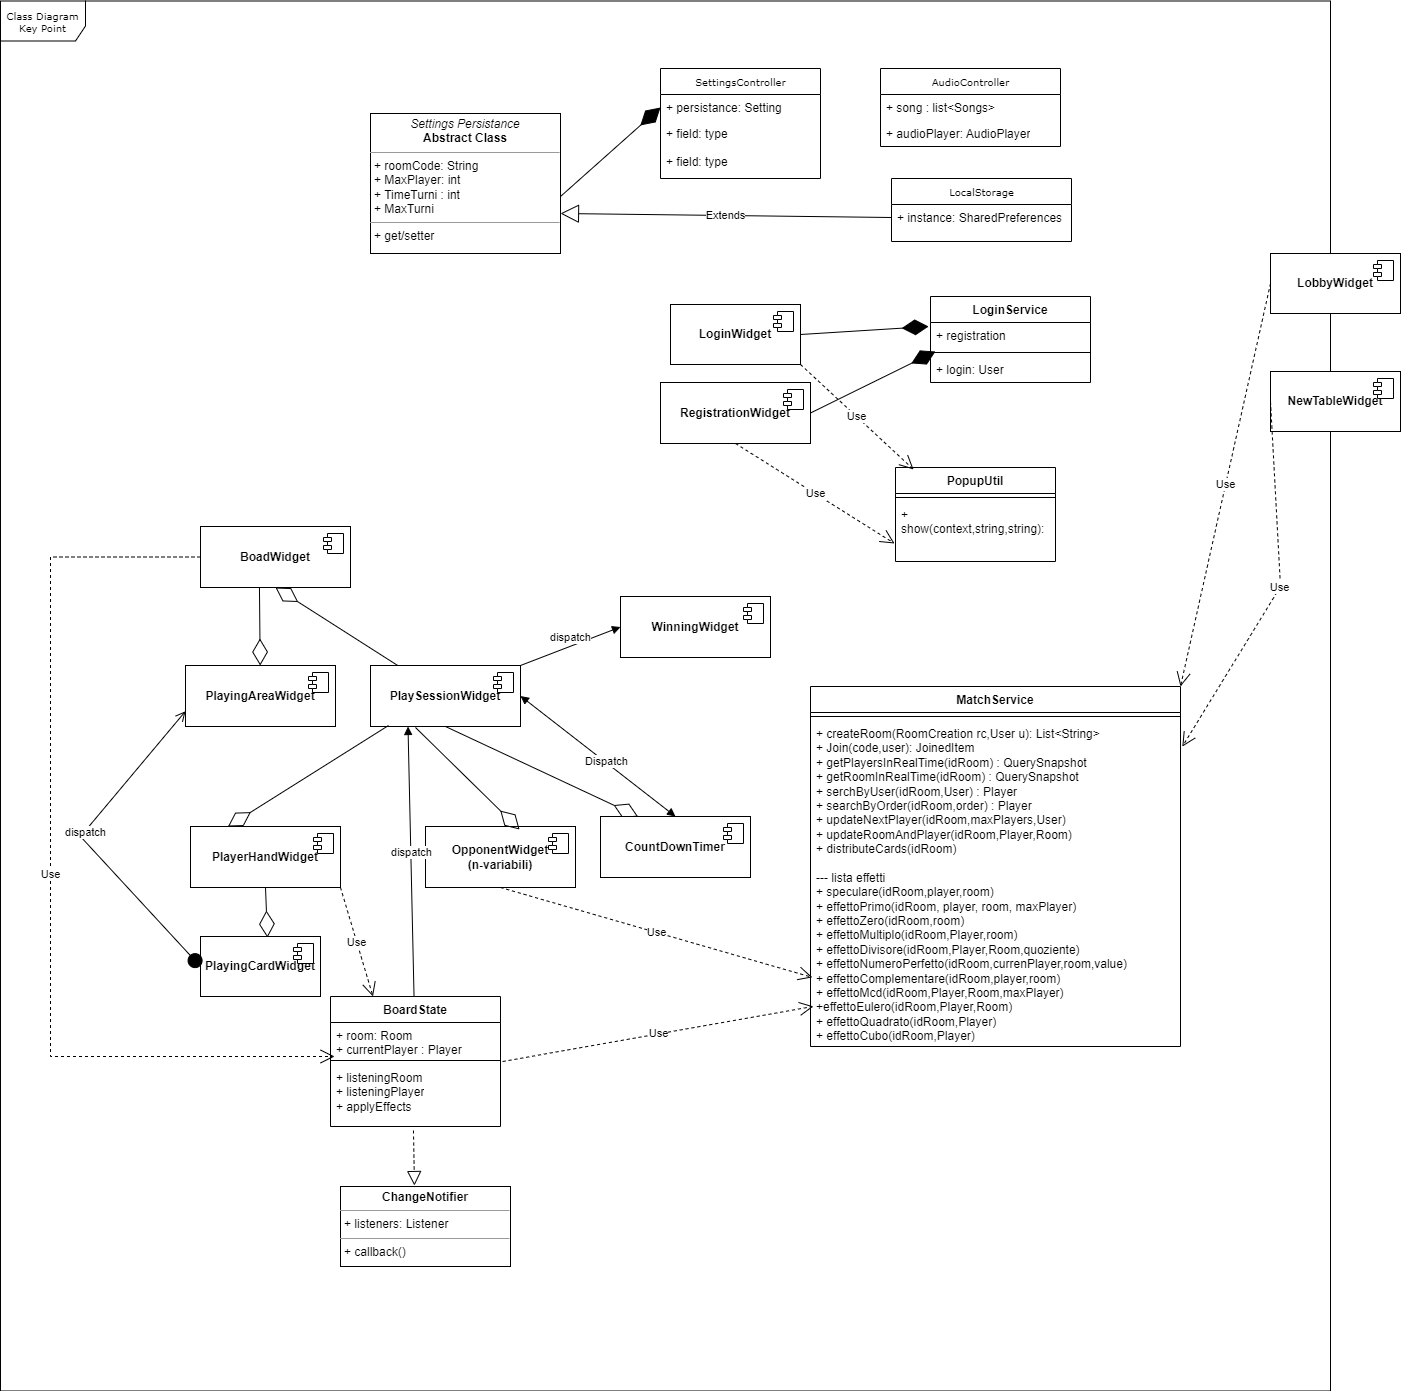 Class Diagram
Key Point
SettingsController
+ persistance: Setting
+ field: type
+ field: type
AudioController
+ song : list<Songs>
+ audioPlayer: AudioPlayer
Settings Persistance
Abstract Class
+ roomCode: String
+ MaxPlayer: int
+ TimeTurni : int
+ MaxTurni
+ get/setter
LocalStorage
+ instance: SharedPreferences
Extends
LobbyWidget
LoginWidget
LoginService
+ registration
+ login: User
RegistrationWidget
NewTableWidget
Use
Use
PopupUtil
+
show(context,string,string):
Use
Use
BoadWidget
WinningWidget
dispatch
PlayingAreaWidget
PlaySessionWidget
Dispatch
dispatch
Use
PlayerHandWidget
dispatch
OpponentWidget
(n-variabili)
CountDownTimer
PlayingCardWidget
Use
Use
Use
MatchService
+ createRoom(RoomCreation rc,User u): List<String>
+ Join(code,user): JoinedItem
+ getPlayersInRealTime(idRoom) : QuerySnapshot
+ getRoomInRealTime(idRoom) : QuerySnapshot
+ serchByUser(idRoom,User) : Player
+ searchByOrder(idRoom,order) : Player
+ updateNextPlayer(idRoom,maxPlayers,User)
+ updateRoomAndPlayer(idRoom,Player,Room)
+ distributeCards(idRoom)
--- lista effetti
+ speculare(idRoom,player,room)
+ effettoPrimo(idRoom, player, room, maxPlayer)
+ effettoZero(idRoom,room)
+ effettoMultiplo(idRoom,Player,room)
+ effettoDivisore(idRoom,Player,Room,quoziente)
+ effettoNumeroPerfetto(idRoom,currenPlayer,room,value)
+ effettoComplementare(idRoom,player,room)
+ effettoMcd(idRoom,Player,Room,maxPlayer)
+effettoEulero(idRoom,Player,Room)
+ effettoQuadrato(idRoom,Player)
+ effettoCubo(idRoom,Player)
BoardState
+ room: Room
+ currentPlayer : Player
+ listeningRoom
+ listeningPlayer
+ applyEffects
ChangeNotifier
+ listeners: Listener
+ callback()